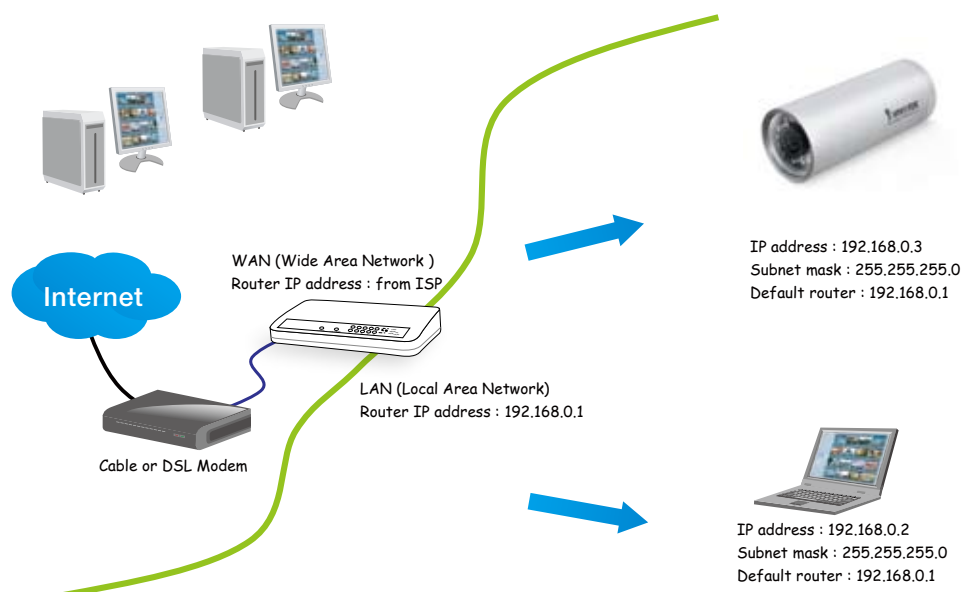 WAN (Wide Area Network )
Router IP address : from ISP
Internet
LAN (Local Area Network)
Router IP address : 192.168.0.1
Cable or DSL Modem
IP address : 192.168.0.3
Subnet mask : 255.255.255.0
Default router : 192.168.0.1
IP address : 192.168.0.2
Subnet mask : 255.255.255.0
Default router : 192.168.0.1